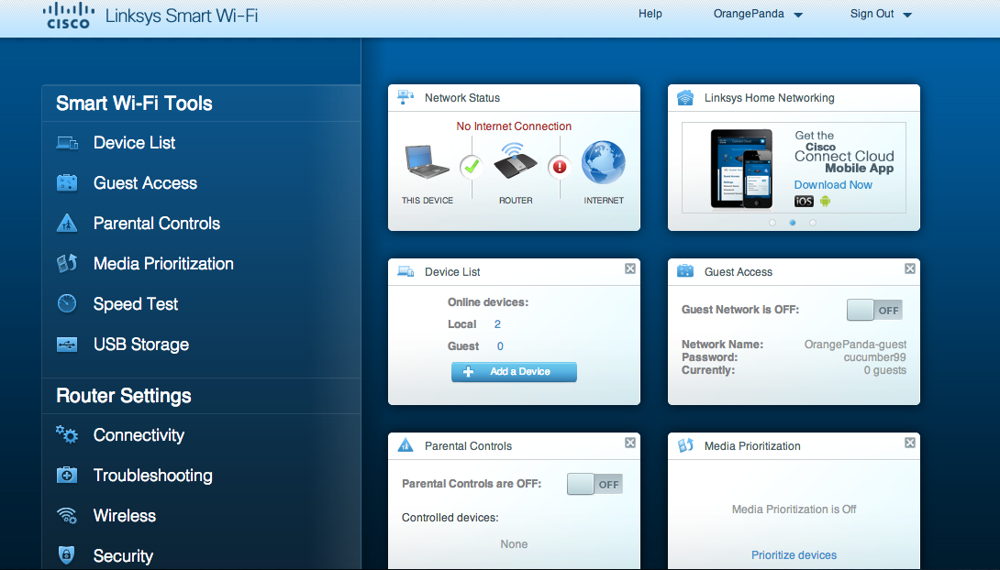 CISCO
Linksys Smart Wi-Fi
Help
OrangePanda
Sign Out
Smart Wi-Fi Tools
Device List
Guest Access
Parental Controls
Media Prioritization
Speed Test
USB Storage
Router Settings
Connectivity
Troubleshooting
Wireless
Security
Network Status
No Internet Connection
THIS DEVICE
ROUTER
INTERNET
Linksys Home Networking
Get the
Cisco
Connect Cloud
Mobile App
Download Now
iOS
Device List
Online devices:
Local 2
Guest 0
Add a Device
Guest Access
Guest Network is OFF:
OFF
Network Name: OrangePanda-guest
Password: cucumber99
Currently: 0 guests
Parental Controls
Parental Controls are OFF:
OFF
Controlled devices:
None
Media Prioritization
Media Prioritization is Off
Prioritize devices